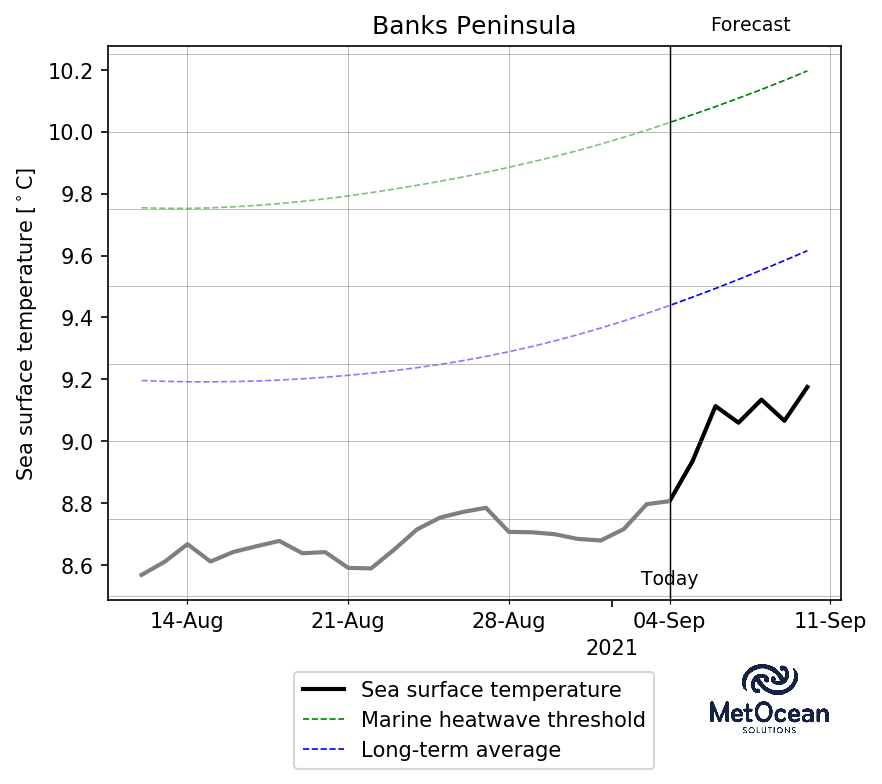 Banks Peninsula
Forecast
Sea surface temperature [°C]
10.2
10.0
9.8
9.6
9.4
9.2
9.0
8.8
8.6
Today
14-Aug 21-Aug 28-Aug 04-Sep 11-Sep
2021
Sea surface temperature
Marine heatwave threshold
Long-term average
MetOcean
SOLUTIONS